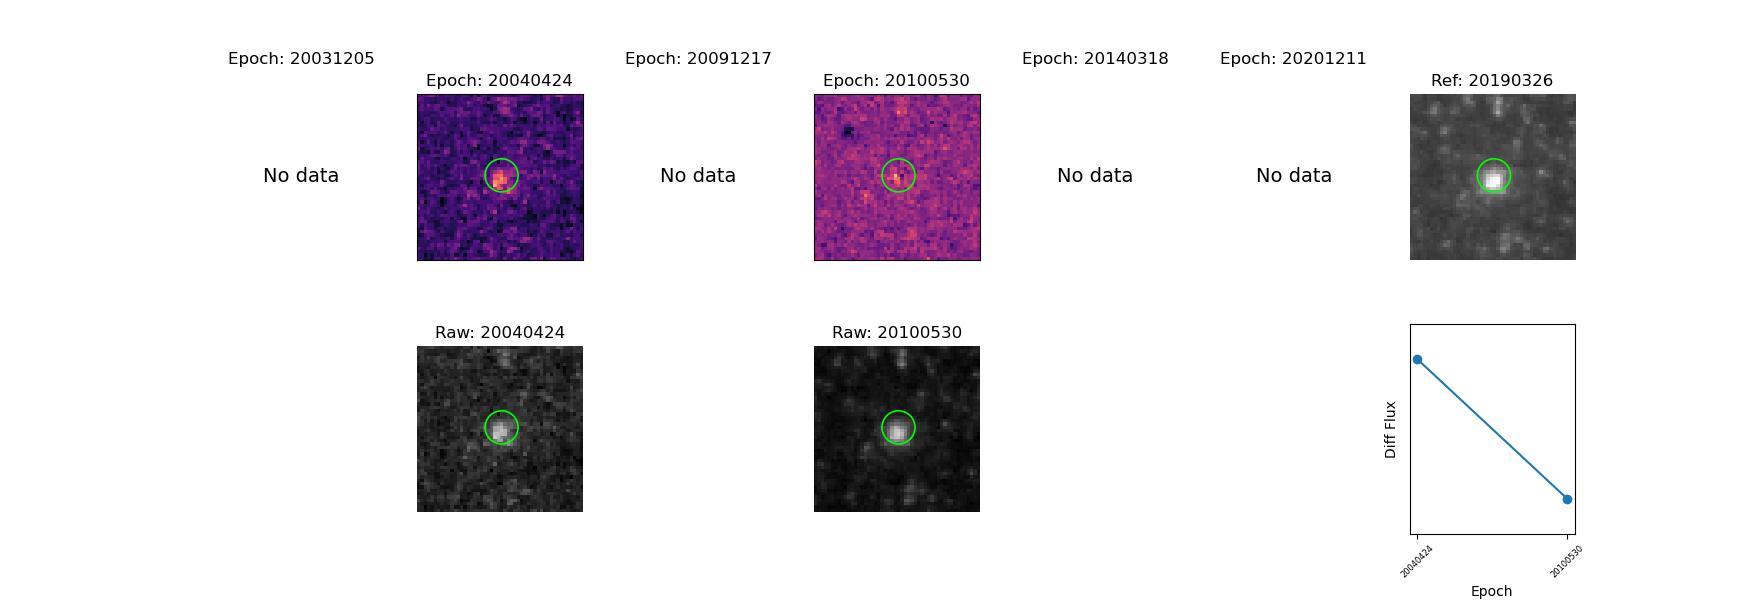 Epoch: 20031205
Epoch: 20040424
Epoch: 20091217
Epoch: 20100530
Epoch: 20140318
Epoch: 20201211
Ref: 20190326
No data
No data
No data
No data
Raw: 20040424
Raw: 20100530
Diff Flux
20040424
20100530
Epoch